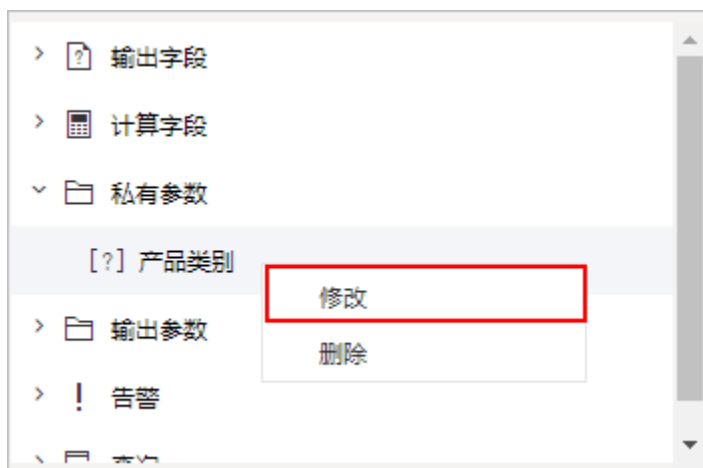 输出字段
计算字段
私有参数
[?] 产品类别
修改
输出参数
删除
告警